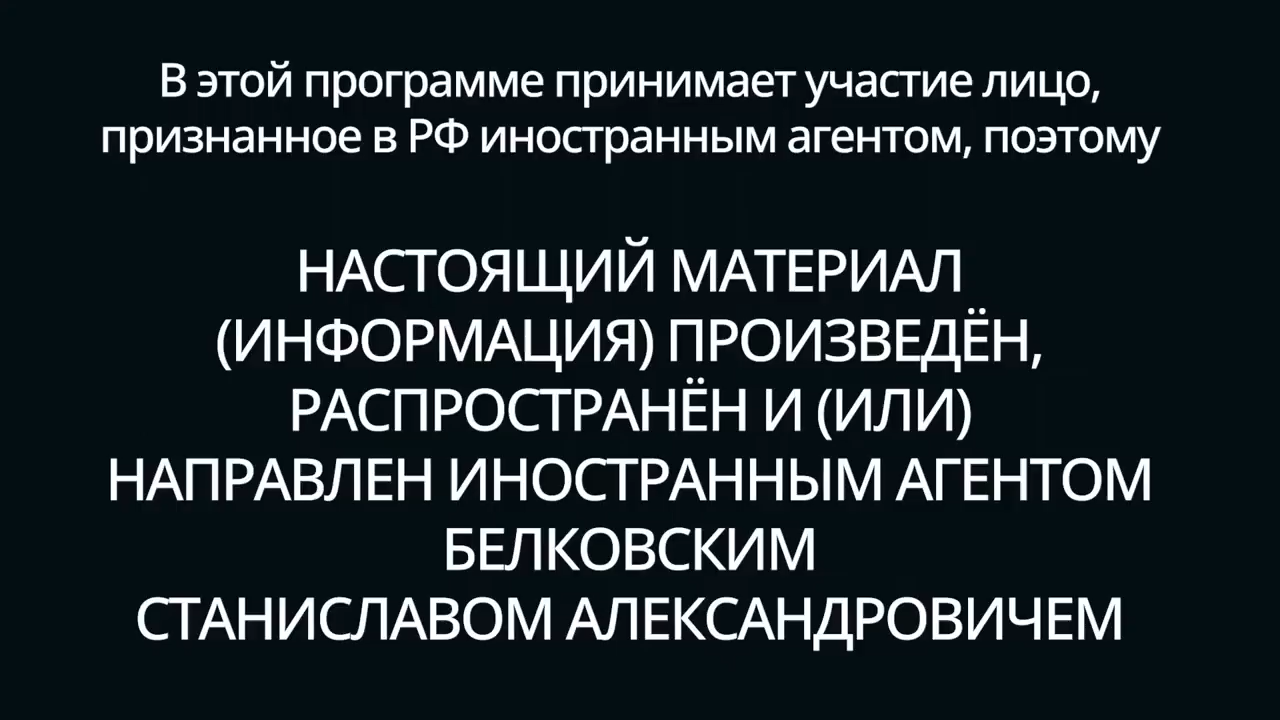 В этой программе принимает участие лицо,
признанное в РФ иностранным агентом, поэтому
НАСТОЯЩИЙ МАТЕРИАЛ
(ИНФОРМАЦИЯ) ПРОИЗВЕДЁН,
РАСПРОСТРАНЁН И (ИЛИ)
НАПРАВЛЕН ИНОСТРАННЫМ АГЕНТОМ
БЕЛКОВСКИМ
СТАНИСЛАВОМ АЛЕКСАНДРОВИЧЕМ